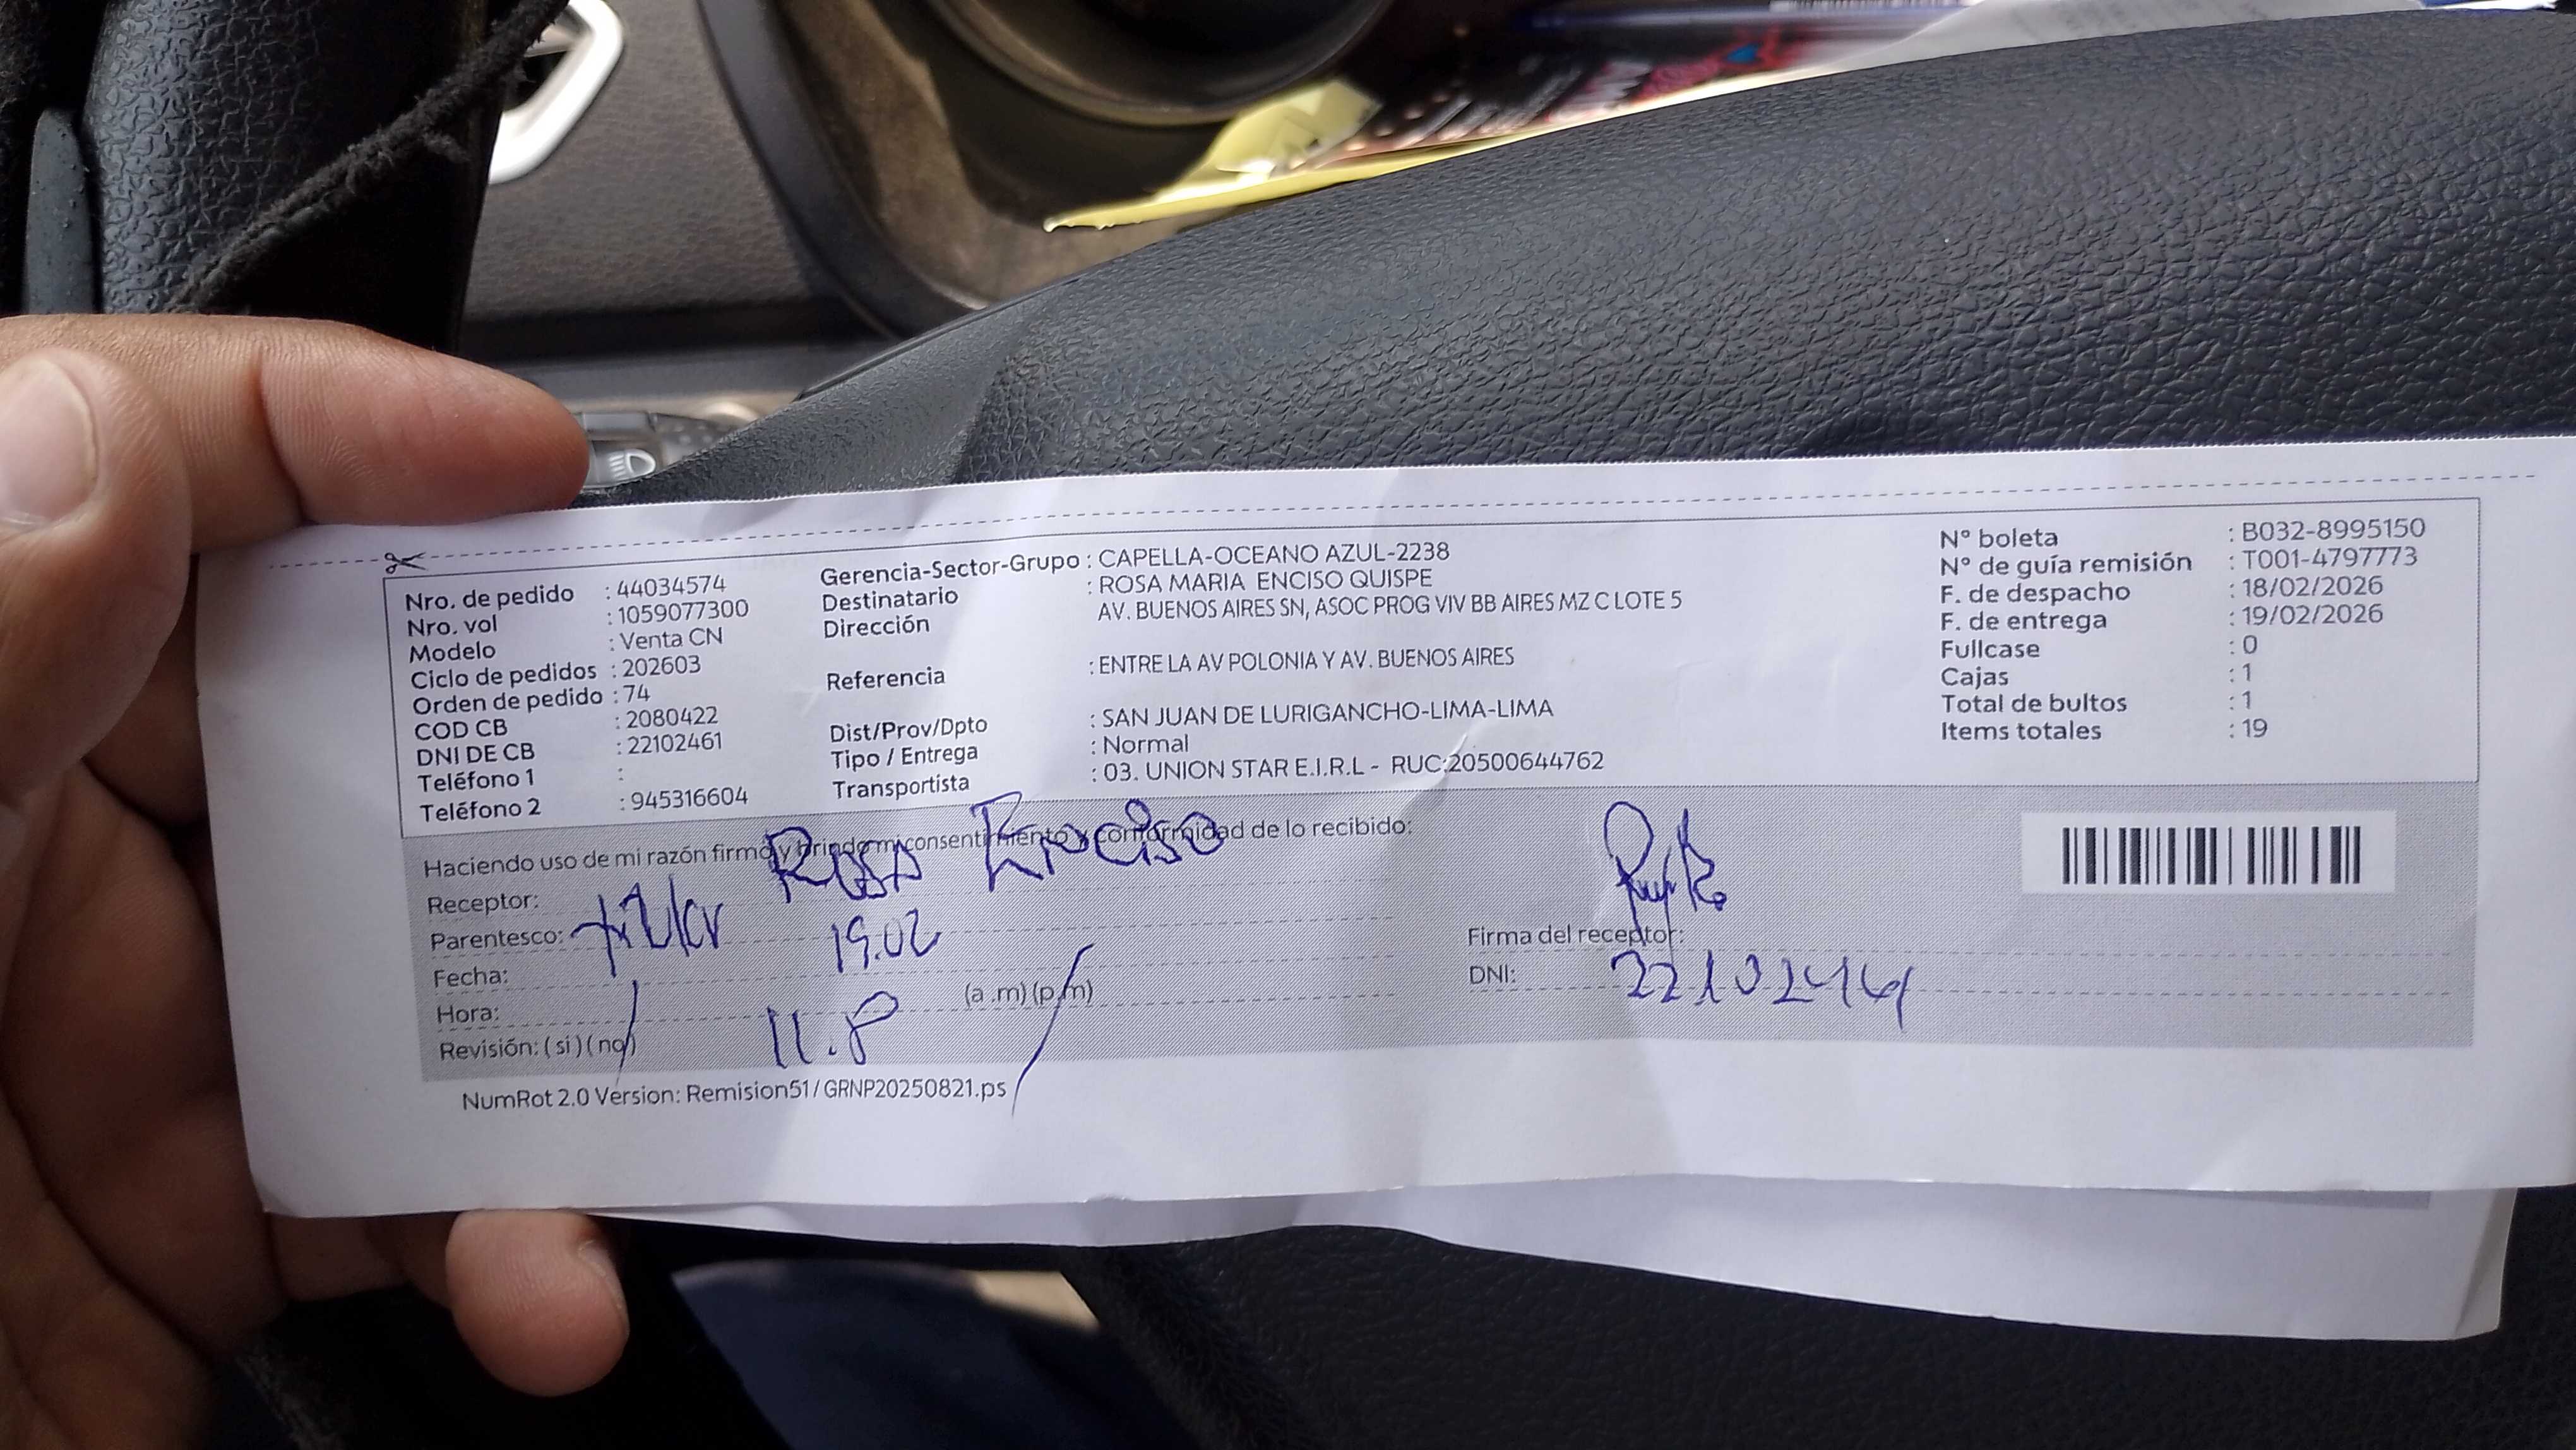 Nro. de pedido : 44034574
Nro. vol : 1059077300
Modelo : Venta CN
Ciclo de pedidos : 202603
Orden de pedido : 74
COD CB : 2080422
DNI DE CB : 22102461
Teléfono 1 :
Teléfono 2 : 945316604
Gerencia-Sector-Grupo : CAPELLA-OCEANO AZUL-2238
Destinatario : ROSA MARIA ENCISO QUISPE
Dirección AV. BUENOS AIRES SN, ASOC PROG VIV BB AIRES MZ C LOTE 5
Referencia : ENTRE LA AV POLONIA Y AV. BUENOS AIRES
Dist/Prov/Dpto : SAN JUAN DE LURIGANCHO-LIMA-LIMA
Tipo / Entrega : Normal
Transportista : 03. UNION STAR E.I.R.L - RUC:20500644762
N° boleta : B032-8995150
N° de guía remisión : T001-4797773
F. de despacho : 18/02/2026
F. de entrega : 19/02/2026
Fullcase : 0
Cajas : 1
Total de bultos : 1
Items totales : 19
Haciendo uso de mi razón firmo y brindo mi consentimiento y conformidad de lo recibido:
Receptor: Rosa Enciso
Parentesco:
Fecha: 19.02
Hora: 11. (a .m) (p.m)
Revisión: ( si ) ( no )
Firma del receptor:
DNI:
NumRot 2.0 Version: Remision51/GRNP20250821.ps